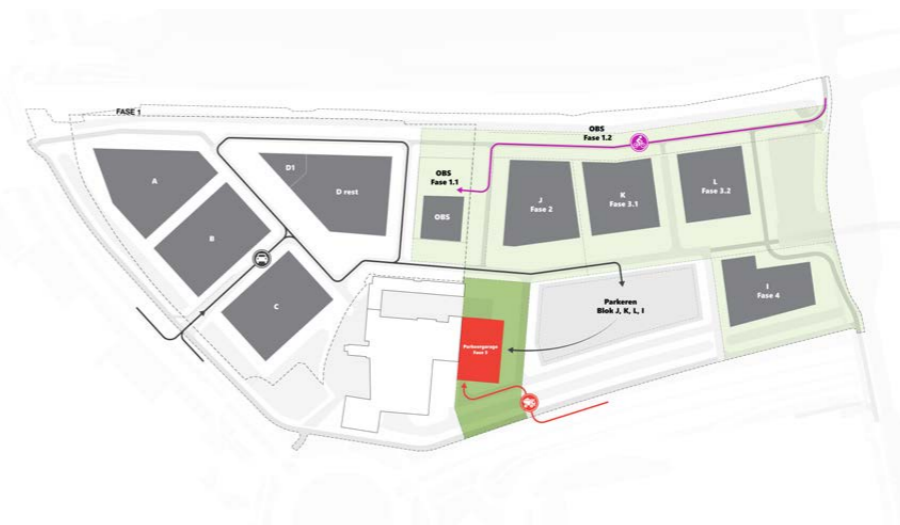 FASE 1
OBS
Fase 1.2
A
D1
D rest
OBS
Fase 1.1
L
Fase 3.2
K
Fase 3.1
J
Fase 2
OBS
B
C
I
Fase 4
Parkeren
Blok J, K, L, I
Parkeergarage